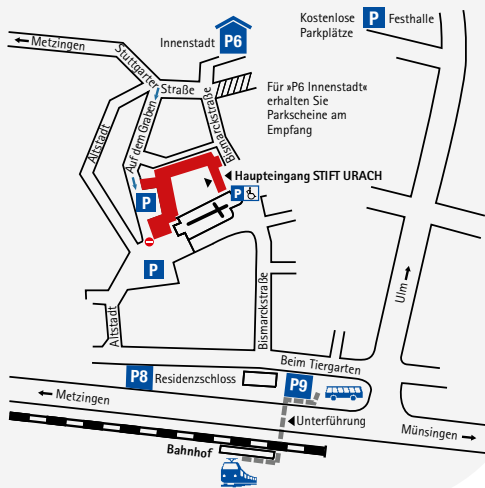 Metzingen
Innenstadt
P6
Kostenlose
Parkplätze
P
Festhalle
Stuttgarter
Straße
Für »P6 Innenstadt«
erhalten Sie
Parkscheine am
Empfang
Altstadt
Auf dem Graben
Bismarckstraße
Haupteingang STIFT URACH
P
P
P
Altstadt
Bismarckstraße
Ulm
Beim Tiergarten
P8
Residenzschloss
P9
Metzingen
Unterführung
Münsingen
Bahnhof